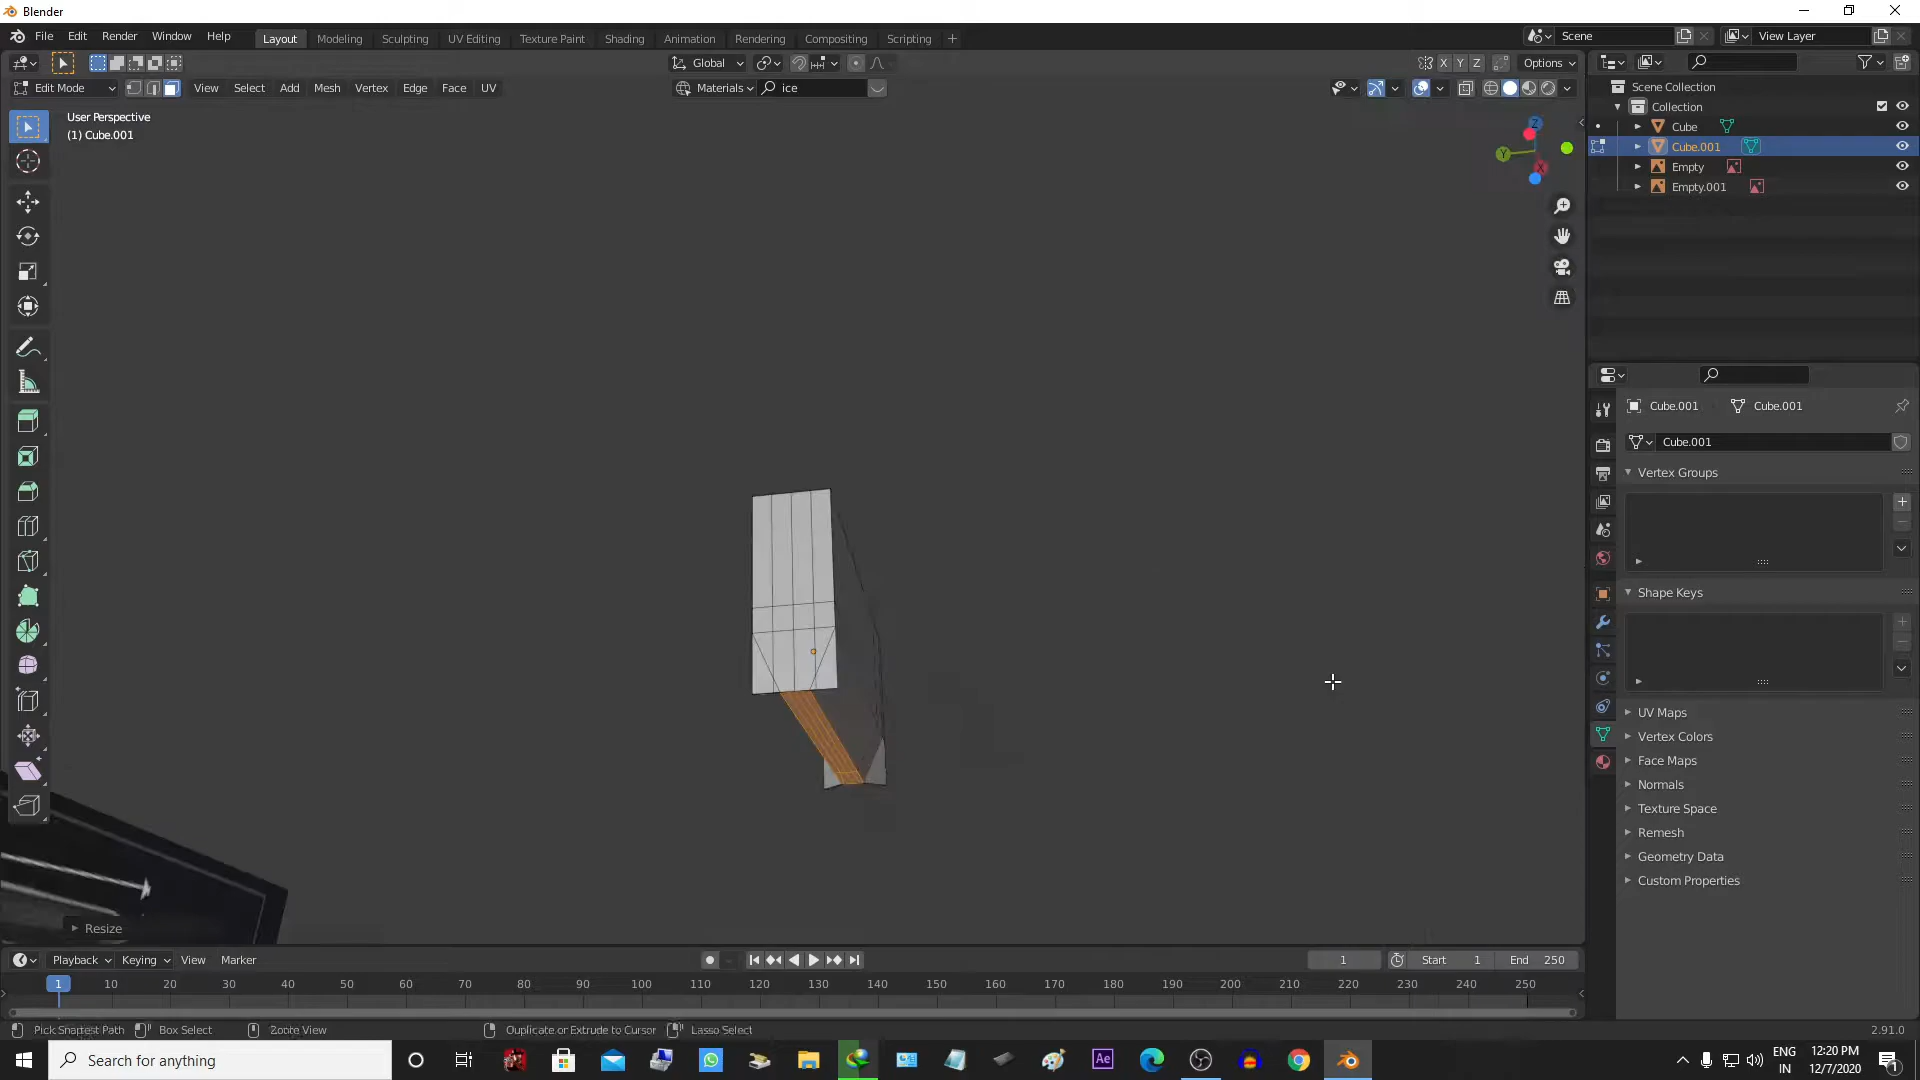 Blender
File Edit Render Window Help
Layout Modeling Sculpting UV Editing Texture Paint Shading Animation Rendering Compositing Scripting +
Scene
View Layer
Global
X Y Z
Options
Edit Mode
View Select Add Mesh Vertex Edge Face UV
Materials
ice
User Perspective
(1) Cube.001
Z
Y
X
Scene Collection
Collection
Cube
Cube.001
Empty
Empty.001
Cube.001
Cube.001
Cube.001
Vertex Groups
Shape Keys
UV Maps
Vertex Colors
Face Maps
Normals
Texture Space
Remesh
Geometry Data
Custom Properties
Resize
Playback Keying View Marker
1
Start 1
End 250
1 10 20 30 40 50 60 70 80 90 100 110 120 130 140 150 160 170 180 190 200 210 220 230 240 250
Pick Shortest Path
Box Select
Zoom View
Duplicate or Extrude to Cursor
Lasso Select
2.91.0
Search for anything
Ae
ENG
IN
12:20 PM
12/7/2020
1